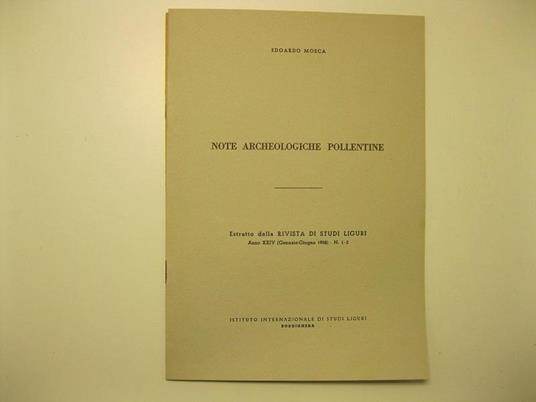 EDOARDO MOSCA
NOTE ARCHEOLOGICHE POLLENTINE
Estratto dalla RIVISTA DI STUDI LIGURI
Anno XXIV (Gennaio-Giugno 1958) - N. 1-2
ISTITUTO INTERNAZIONALE DI STUDI LIGURI
BORDIGHERA